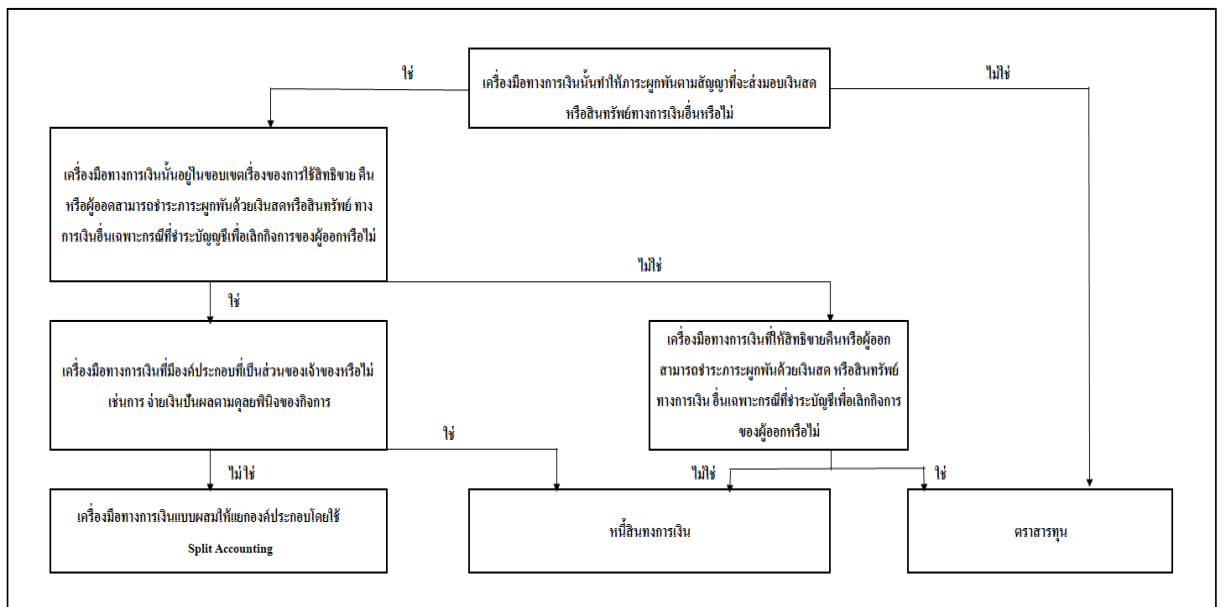 ใช่
ไม่ใช่
เครื่องมือทางการเงินนั้นทำให้ภาระผูกพันตามสัญญาที่จะส่งมอบเงินสด
หรือสินทรัพย์ทางการเงินอื่นหรือไม่
เครื่องมือทางการเงินนั้นอยู่ในขอบเขตเรื่องของการใช้สิทธิขาย คืน
หรือผู้ออดสามารถชำระภาระผูกพันด้วยเงินสดหรือสินทรัพย์ ทาง
การเงินอื่นเฉพาะกรณีที่ชำระบัญญชีเพื่อเลิกกิจการของผู้ออกหรือไม่
ไม่ใช่
ใช่
เครื่องมือทางการเงินที่มีองค์ประกอบที่เป็นส่วนของเจ้าของหรือไม่
เช่นการ จ่ายเงินปันผลตามดุลยพินิจของกิจการ
เครื่องมือทางการเงินที่ให้สิทธิขายคืนหรือผู้ออก
สามารถชำระภาระผูกพันด้วยเงินสด หรือสินทรัพย์
ทางการเงิน อื่นเฉพาะกรณีที่ชำระบัญชีเพื่อเลิกกิจการ
ของผู้ออกหรือไม่
ใช่
ไม่ ใช่
ไม่ใช่
ใช่
เครื่องมือทางการเงินแบบผสมให้แยกองค์ประกอบโดยใช้
Split Accounting
หนี้สินทงการเงิน
ตราสารทุน